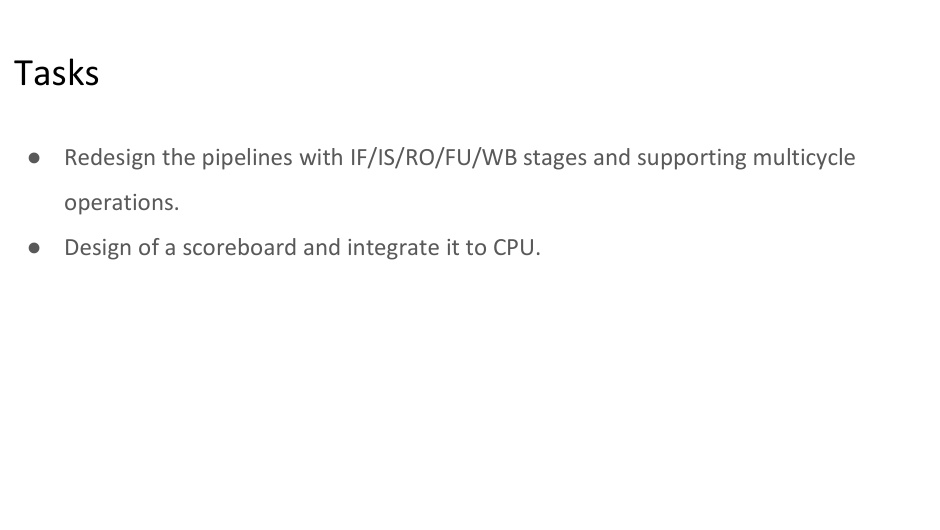 Tasks
● Redesign the pipelines with IF/IS/RO/FU/WB stages and supporting multicycle
operations.
● Design of a scoreboard and integrate it to CPU.